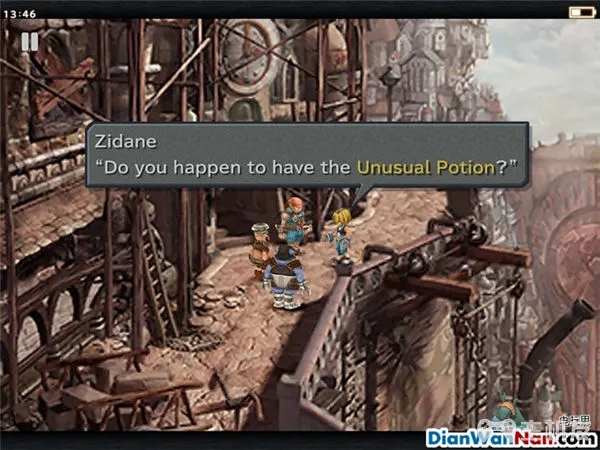 13:46
Zidane
“Do you happen to have the Unusual Potion?”
DianWanNan.com